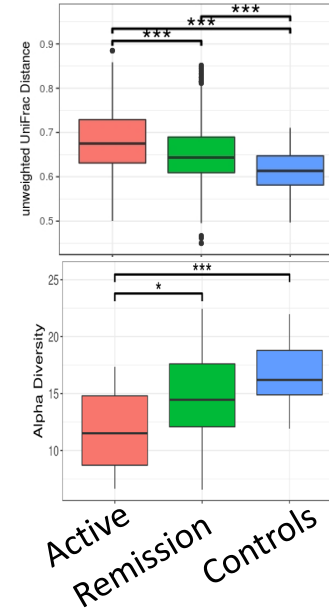 unweighted UniFrac Distance
0.9
0.8
0.7
0.6
0.5
***
***
***
Alpha Diversity
25
20
15
10
***
*
Active
Remission
Controls